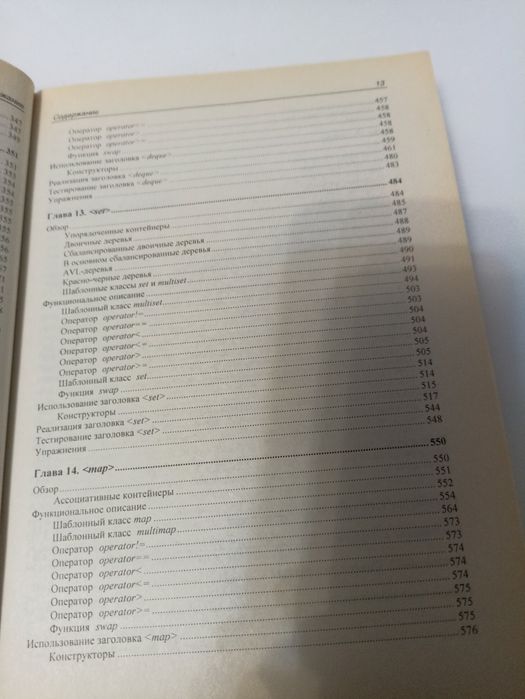 жание
347
347
349
351
Содержание 13
Оператор operator<= 457
Оператор operator> 458
Оператор operator>= 458
Функция swap 458
Использование заголовка <deque> 458
Конструкторы 459
Реализация заголовка <deque> 461
Тестирование заголовка <deque> 480
Упражнения 483
Глава 13. <set> 484
Обзор 484
Упорядоченные контейнеры 485
Двоичные деревья 487
Сбалансированные двоичные деревья 488
В основном сбалансированные деревья 489
AVL-деревья 489
Красно-черные деревья 490
Шаблонные классы set и multiset 491
Функциональное описание 493
Шаблонный класс multiset 494
Оператор operator!= 503
Оператор operator== 503
Оператор operator< 504
Оператор operator<= 504
Оператор operator> 504
Оператор operator>= 505
Шаблонный класс set 505
Функция swap 514
Использование заголовка <set> 514
Конструкторы 515
Реализация заголовка <set> 517
Тестирование заголовка <set> 544
Упражнения 548
Глава 14. <map> 550
Обзор 550
Ассоциативные контейнеры 551
Функциональное описание 552
Шаблонный класс map 554
Шаблонный класс multimap 564
Оператор operator!= 573
Оператор operator== 573
Оператор operator< 574
Оператор operator<= 574
Оператор operator> 574
Оператор operator>= 575
Функция swap 575
Использование заголовка <map> 575
Конструкторы 576